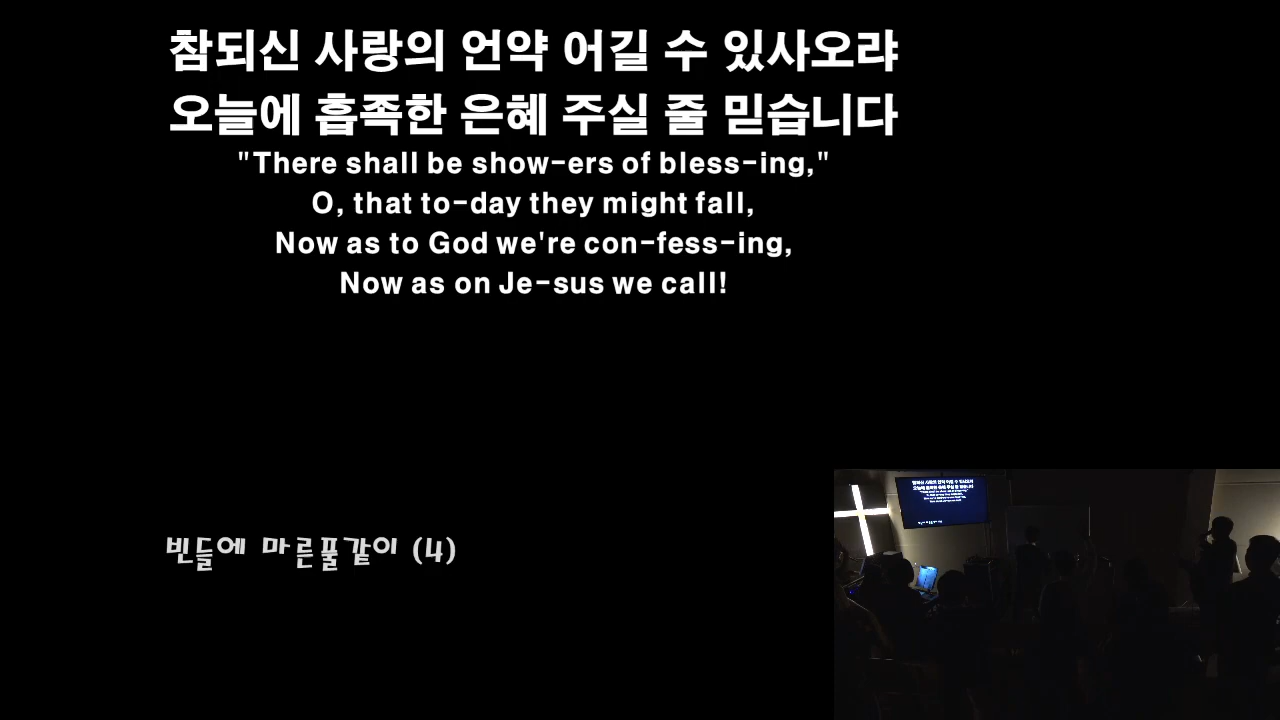 참되신 사랑의 언약 어길 수 있사오랴
오늘에 흡족한 은혜 주실 줄 믿습니다
"There shall be show-ers of bless-ing,"
O, that to-day they might fall,
Now as to God we're con-fess-ing,
Now as on Je-sus we call!
빈들에 마른풀같이 (4)